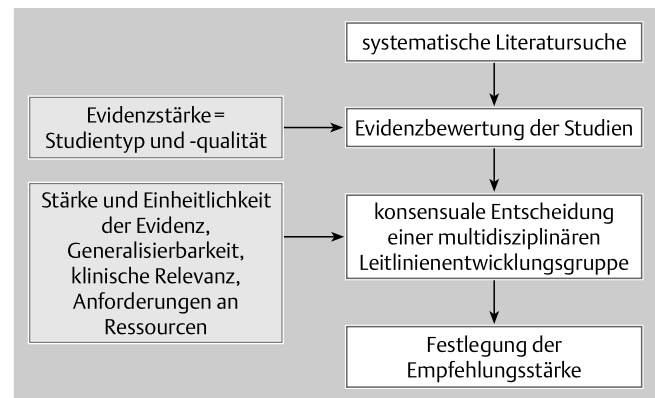 systematische Literatursuche
Evidenzstärke =
Studientyp und -qualität
Evidenzbewertung der Studien
Stärke und Einheitlichkeit
der Evidenz,
Generalisierbarkeit,
klinische Relevanz,
Anforderungen an
Ressourcen
konsensuale Entscheidung
einer multidisziplinären
Leitlinienentwicklungsgruppe
Festlegung der
Empfehlungsstärke